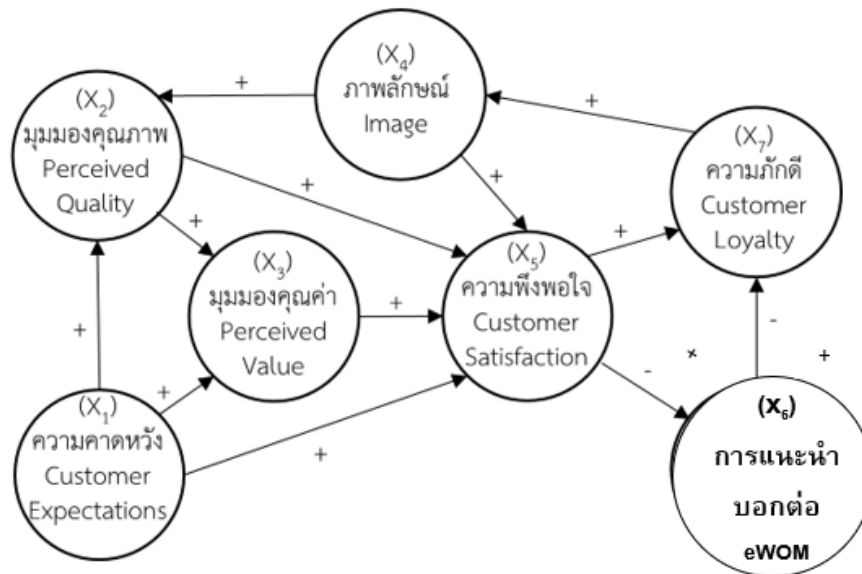 (X₄)
ภาพลักษณ์
Image
(X₂)
มุมมองคุณภาพ
Perceived
Quality
(X₇)
ความภักดี
Customer
Loyalty
(X₃)
มุมมองคุณค่า
Perceived
Value
(X₅)
ความพึงพอใจ
Customer
Satisfaction
(X₁)
ความคาดหวัง
Customer
Expectations
(X₆)
การแนะนำ
บอกต่อ
eWOM
+
+
+
+
+
+
+
+
+
+
-
-
+
+